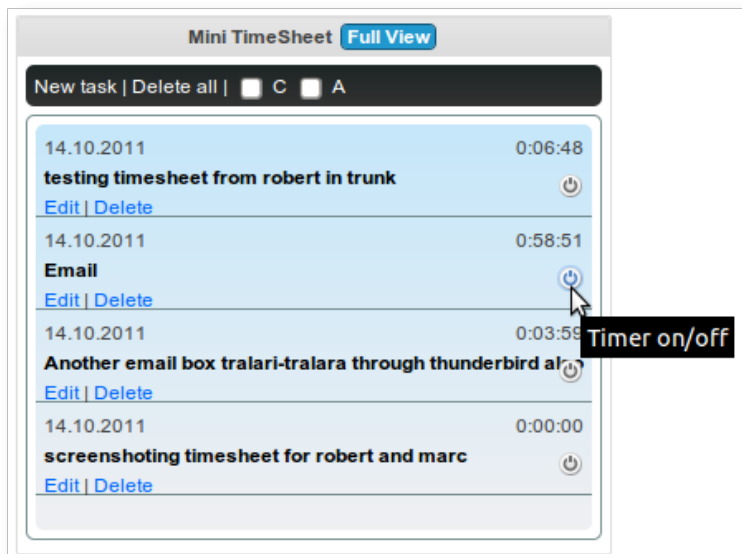 Mini TimeSheet Full View
New task | Delete all | C A
14.10.2011 0:06:48
testing timesheet from robert in trunk
Edit | Delete
14.10.2011 0:58:51
Email
Edit | Delete
Timer on/off
14.10.2011 0:03:59
Another email box tralari-tralara through thunderbird
Edit | Delete
14.10.2011 0:00:00
screenshoting timesheet for robert and marc
Edit | Delete